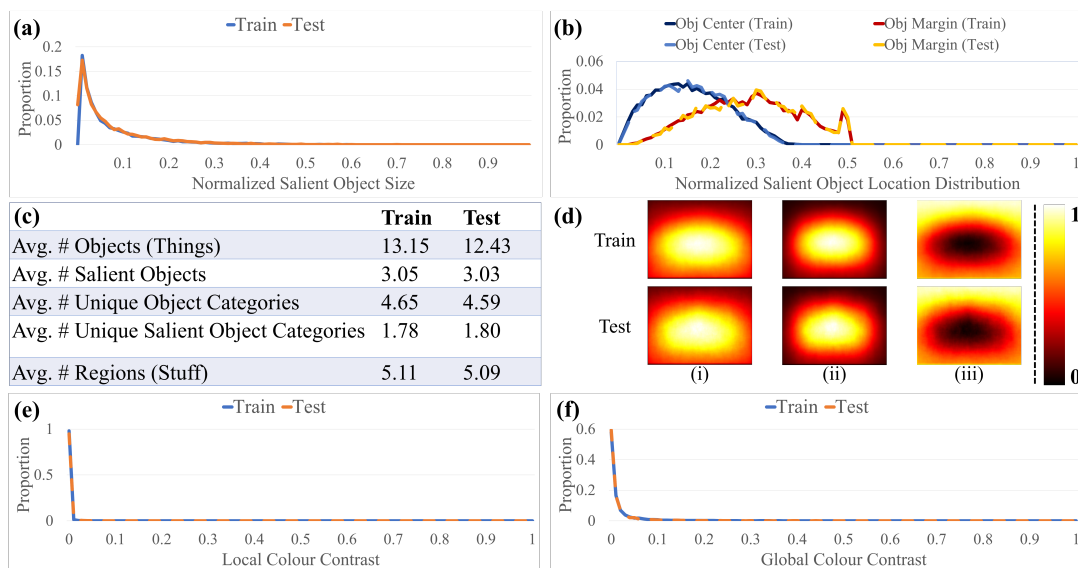 (a)
Train Test
0.2
0.15
0.1
0.05
0
Proportion
0.1 0.2 0.3 0.4 0.5 0.6 0.7 0.8 0.9
Normalized Salient Object Size
(b)
Obj Center (Train) Obj Margin (Train)
Obj Center (Test) Obj Margin (Test)
0.06
0.04
0.02
0
Proportion
0.1 0.2 0.3 0.4 0.5 0.6 0.7 0.8 0.9 1
Normalized Salient Object Location Distribution
(c) Train Test
Avg. # Objects (Things) 13.15 12.43
Avg. # Salient Objects 3.05 3.03
Avg. # Unique Object Categories 4.65 4.59
Avg. # Unique Salient Object Categories 1.78 1.80
Avg. # Regions (Stuff) 5.11 5.09
(d)
Train
Test
(i) (ii) (iii)
1
0
(e)
Train Test
1
0.5
0
Proportion
0 0.1 0.2 0.3 0.4 0.5 0.6 0.7 0.8 0.9 1
Local Colour Contrast
(f)
Train Test
0.6
0.4
0.2
0
Proportion
0 0.1 0.2 0.3 0.4 0.5 0.6 0.7 0.8 0.9 1
Global Colour Contrast